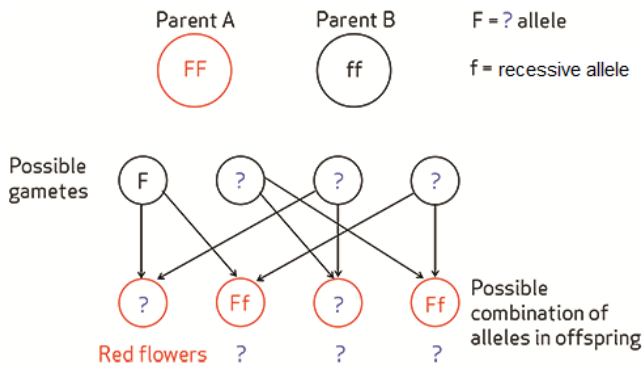 Parent A Parent B F = ? allele
FF ff f = recessive allele
Possible
gametes
F ? ? ?
? Ff ? Ff
Possible
combination of
alleles in offspring
Red flowers ? ? ?